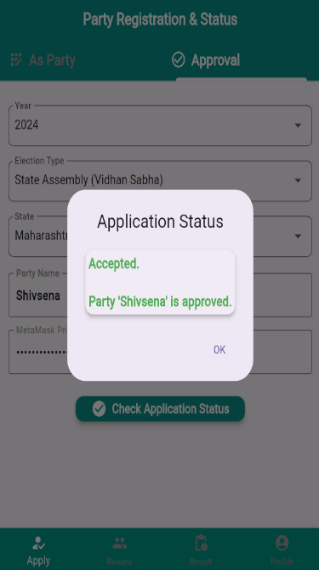 Party Registration & Status
As Party
Approval
Year
2024
Election Type
State Assembly (Vidhan Sabha)
State
Maharashtr
Application Status
Accepted.
Party 'Shivsena' is approved.
OK
Party Name
Shivsena
MetaMask Pri
Check Application Status
Apply
Review
Result
Profile